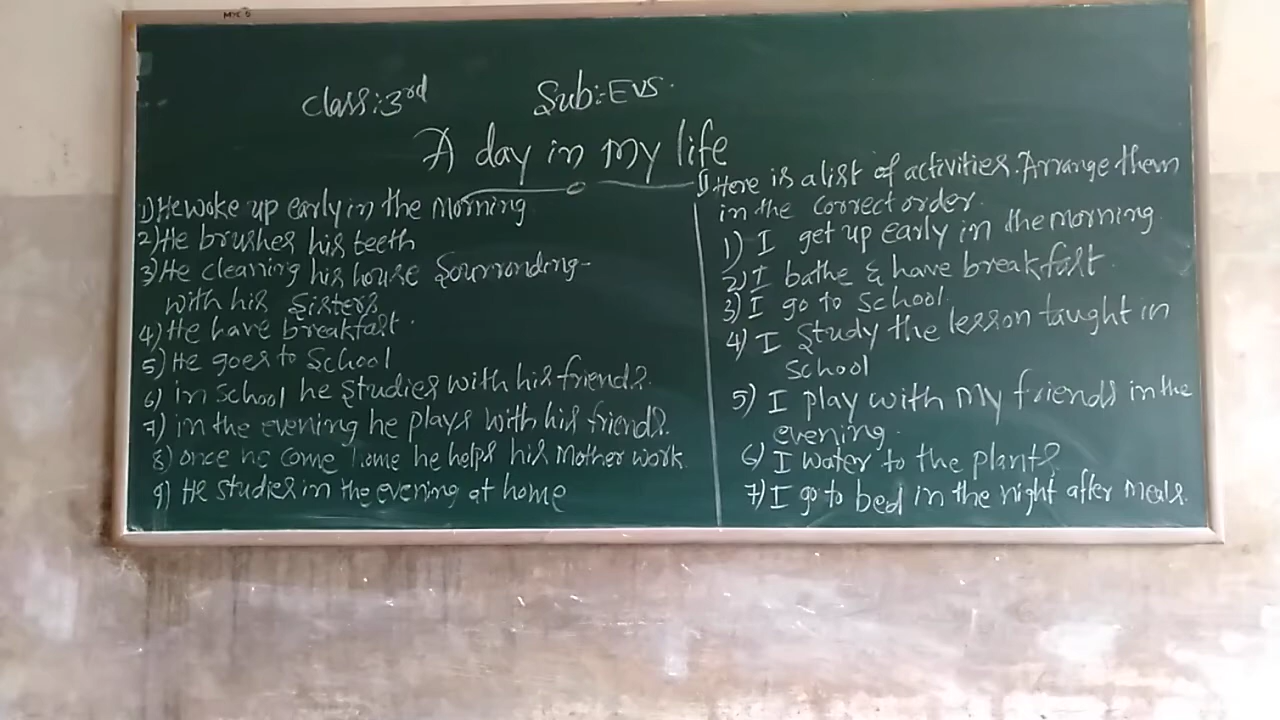 MYC 5
Class: 3rd Sub: EVS.
A day in my life
1) He woke up early in the morning
2) He brushes his teeth
3) He cleaning his house Sourronding-
with his sisters
4) He have breakfast.
5) He goes to School
6) in School he Studies with his friends.
7) in the evening he plays with his friends.
8) once he come home he helps his Mother work
9) He studies in the evening at home
1) Here is a list of activities. Arrange them
in the correct order.
1) I get up early in the morning
2) I bathe & have breakfast.
3) I go to School.
4) I Study the lesson taught in
School
5) I play with my friends in the
evening.
6) I water to the plants
7) I go to bed in the night after meals.